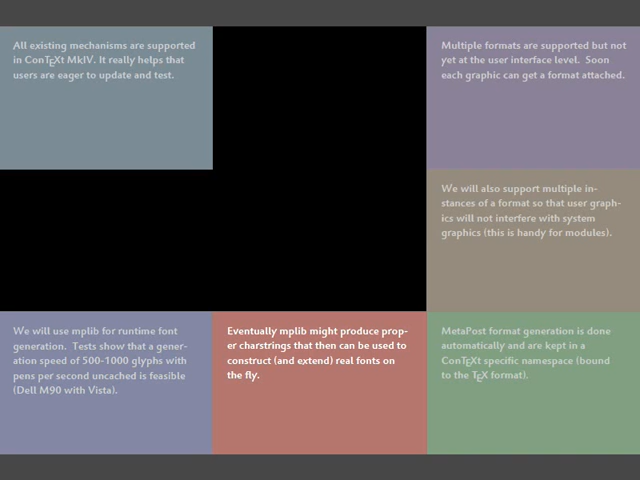 All existing mechanisms are supported
in ConTEXt MkIV. It really helps that
users are eager to update and test.
Multiple formats are supported but not
yet at the user interface level. Soon
each graphic can get a format attached.
We will also support multiple in-
stances of a format so that user graph-
ics will not interfere with system
graphics (this is handy for modules).
We will use mplib for runtime font
generation. Tests show that a gener-
ation speed of 500-1000 glyphs with
pens per second uncached is feasible
(Dell M90 with Vista).
Eventually mplib might produce prop-
er charstrings that then can be used to
construct (and extend) real fonts on
the fly.
MetaPost format generation is done
automatically and are kept in a
ConTEXt specific namespace (bound
to the TEX format).